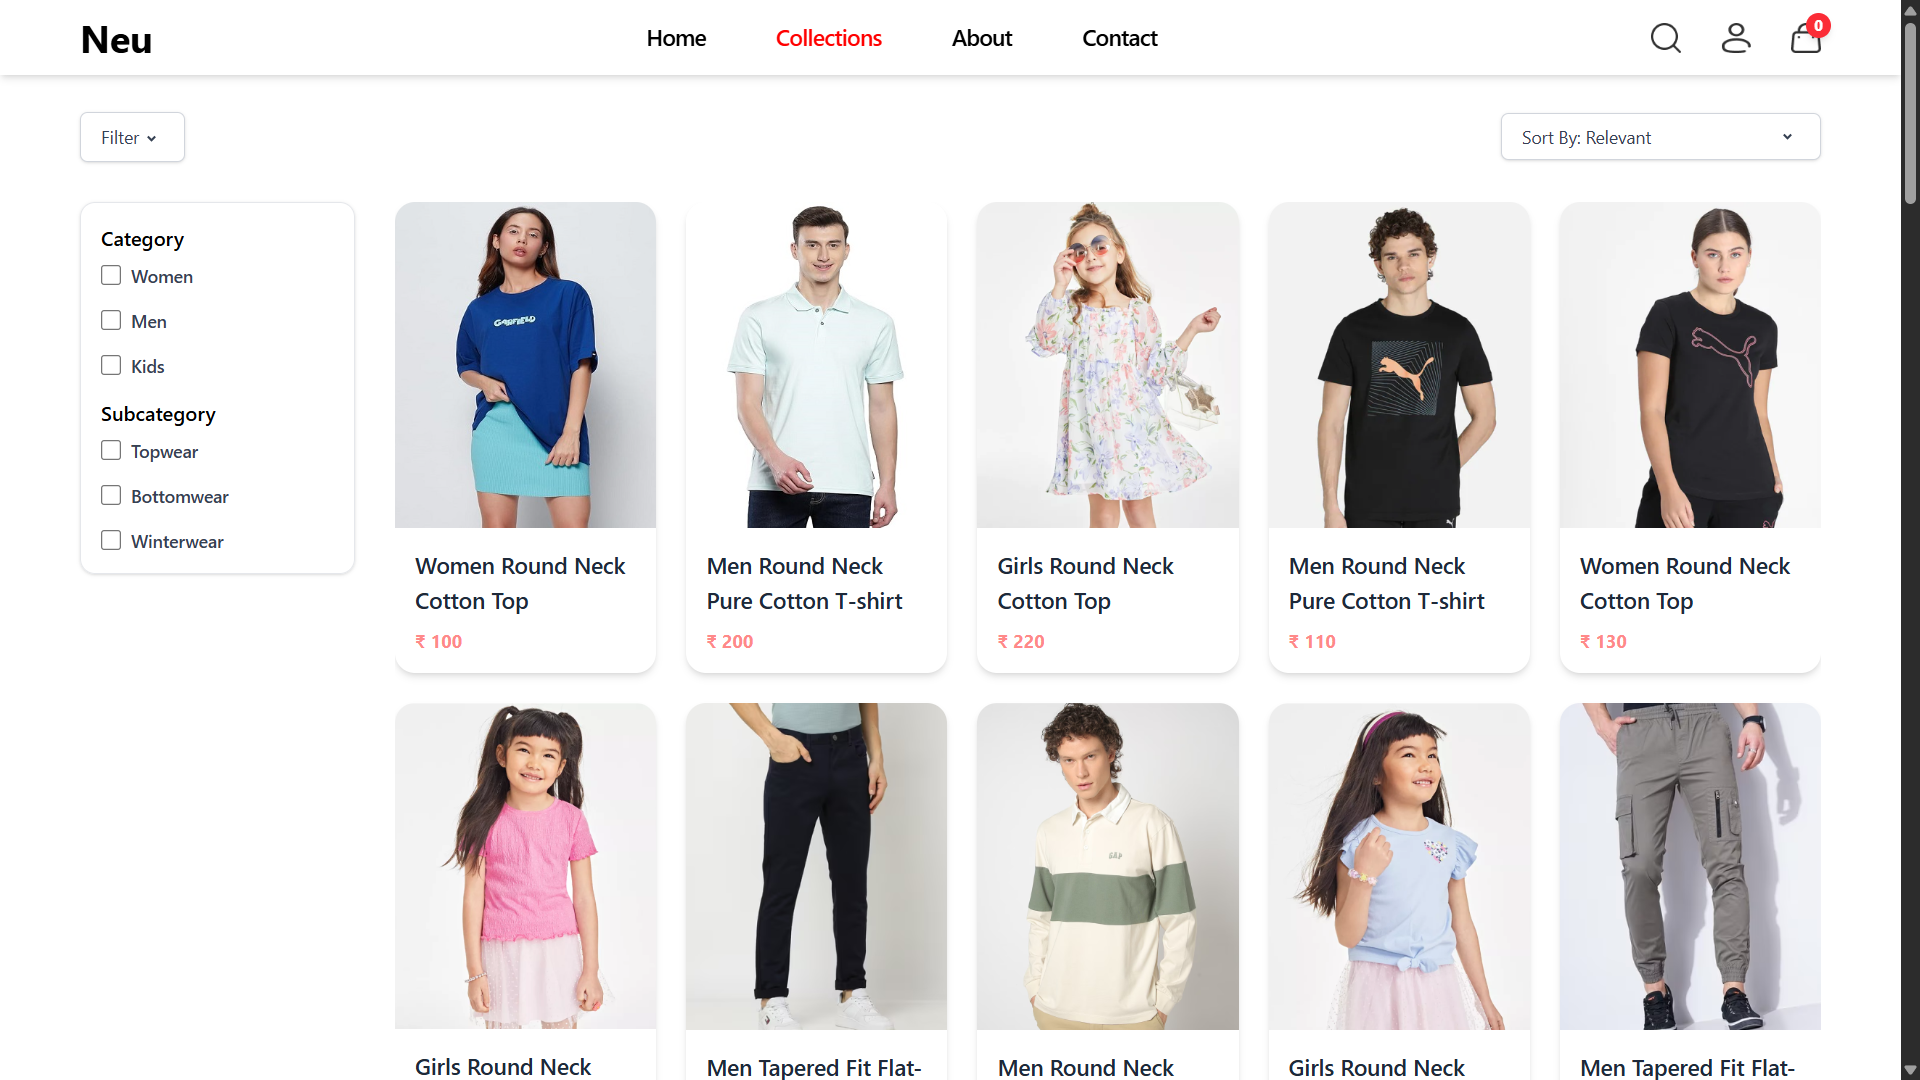 Neu
Home
Collections
About
Contact
0
Filter
Sort By: Relevant
Category
Women
Men
Kids
Subcategory
Topwear
Bottomwear
Winterwear
GARFIELD
Women Round Neck
Cotton Top
₹ 100
Men Round Neck
Pure Cotton T-shirt
₹ 200
Girls Round Neck
Cotton Top
₹ 220
Men Round Neck
Pure Cotton T-shirt
₹ 110
Women Round Neck
Cotton Top
₹ 130
GAP
Girls Round Neck
Men Tapered Fit Flat-
Men Round Neck
Girls Round Neck
Men Tapered Fit Flat-